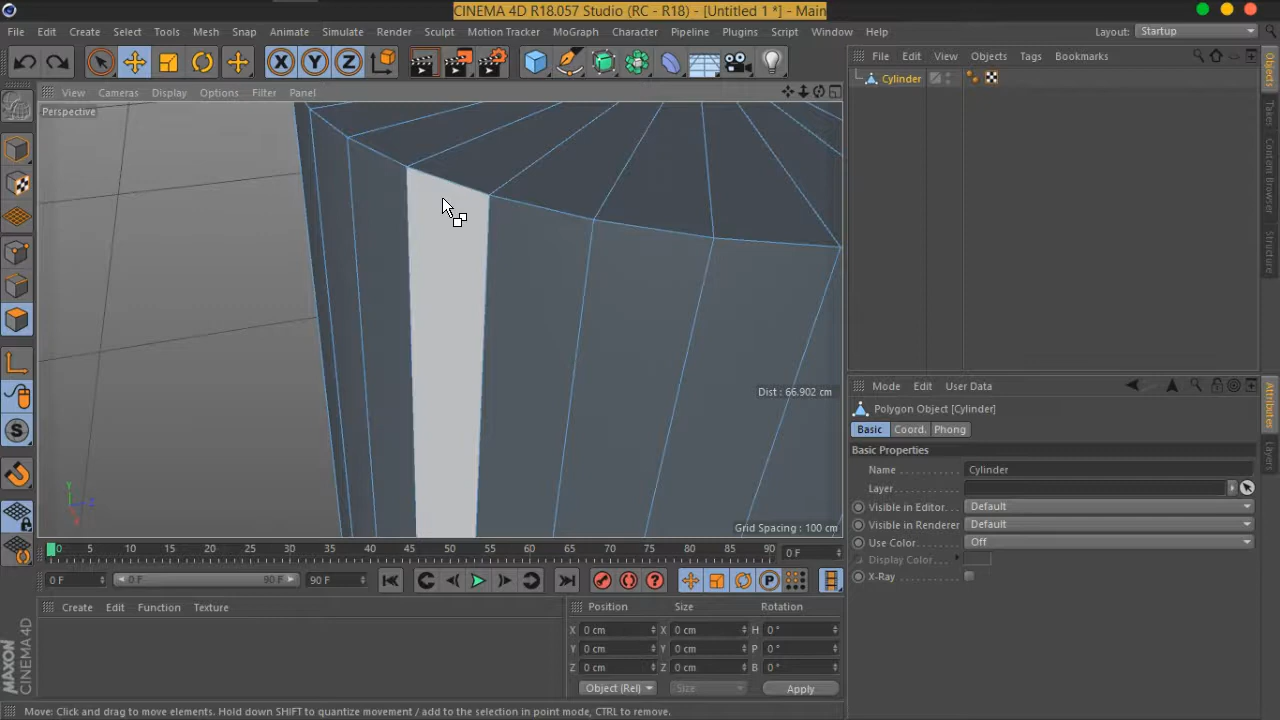 CINEMA 4D R18.057 Studio (RC - R18) - [Untitled 1 *] - Main
File Edit Create Select Tools Mesh Snap Animate Simulate Render Sculpt Motion Tracker MoGraph Character Pipeline Plugins Script Window Help Layout: Startup
X Y Z
File Edit View Objects Tags Bookmarks
View Cameras Display Options Filter Panel
Perspective
Cylinder
Objects
Takes
Content Browser
Structure
Dist : 66.902 cm
Grid Spacing : 100 cm
Y
Z
X
S
Mode Edit User Data
Polygon Object [Cylinder]
Basic Coord. Phong
Basic Properties
Name Cylinder
Layer
Visible in Editor. Default
Visible in Renderer Default
Use Color. Off
Display Color.
X-Ray
Attributes
Layers
0 5 10 15 20 25 30 35 40 45 50 55 60 65 70 75 80 85 90 0 F
0 F 0 F 90 F 90 F
P
Create Edit Function Texture
Position Size Rotation
X 0 cm X 0 cm H 0 °
Y 0 cm Y 0 cm P 0 °
Z 0 cm Z 0 cm B 0 °
Object (Rel) Size Apply
MAXON
CINEMA 4D
Move: Click and drag to move elements. Hold down SHIFT to quantize movement / add to the selection in point mode, CTRL to remove.